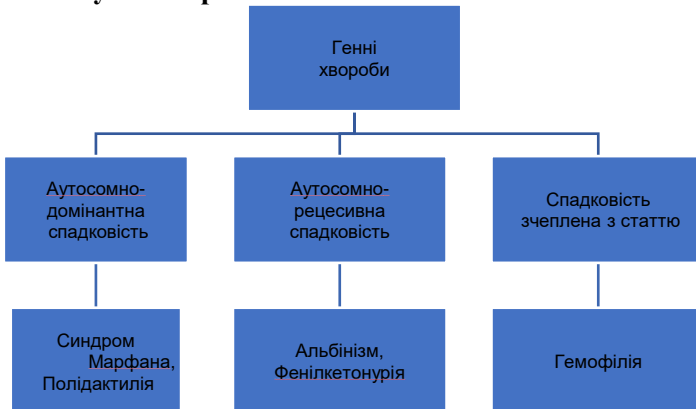 Генні
хвороби
Аутосомно-
домінантна
спадковість
Аутосомно-
рецесивна
спадковість
Спадковість
зчеплена з статтю
Синдром
Марфана,
Полідактилія
Альбінізм,
Фенілкетонурія
Гемофілія